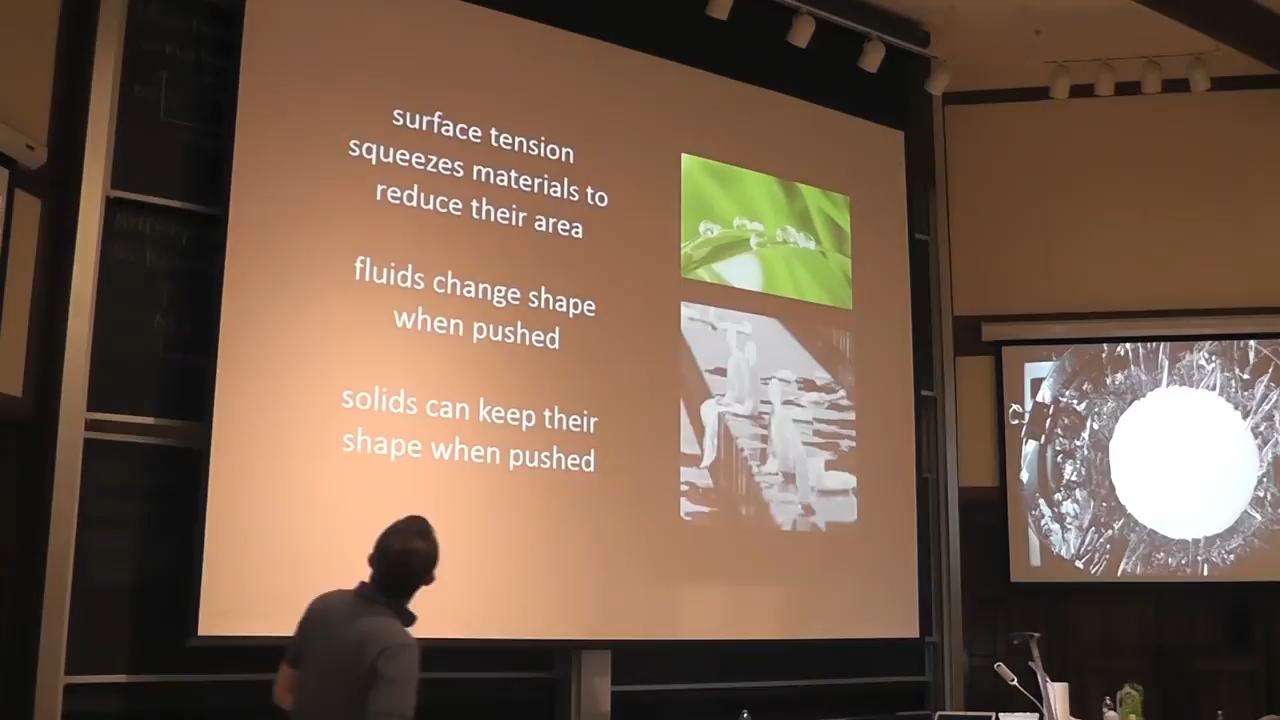 surface tension
squeezes materials to
reduce their area
fluids change shape
when pushed
solids can keep their
shape when pushed